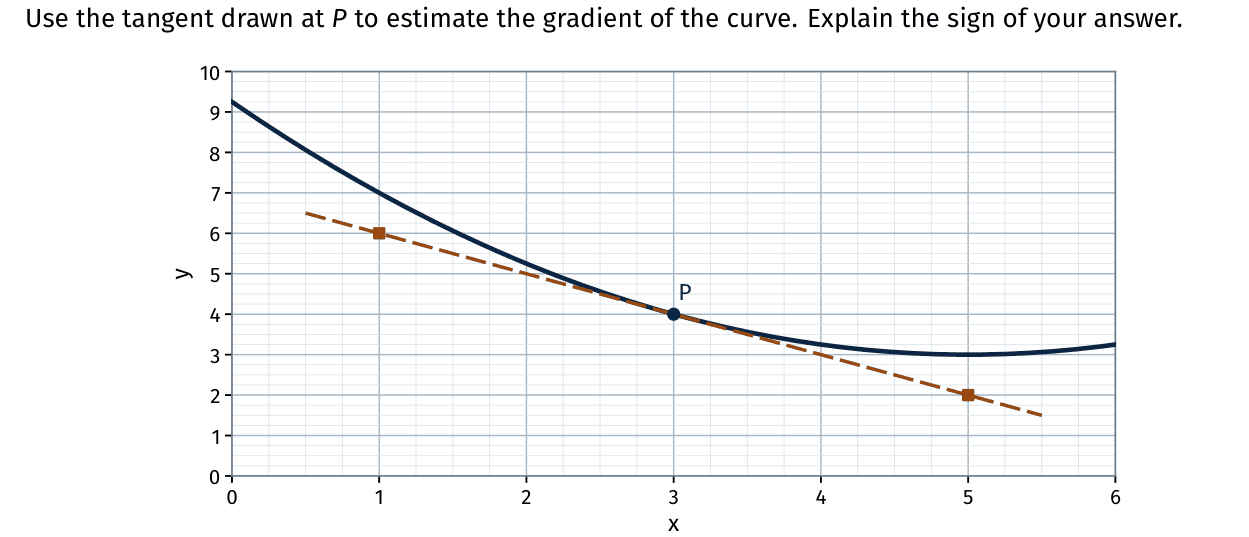 Use the tangent drawn at P to estimate the gradient of the curve. Explain the sign of your answer.
10
9
8
7
6
5
4
3
2
1
0
y
P
0 1 2 3 4 5 6
x